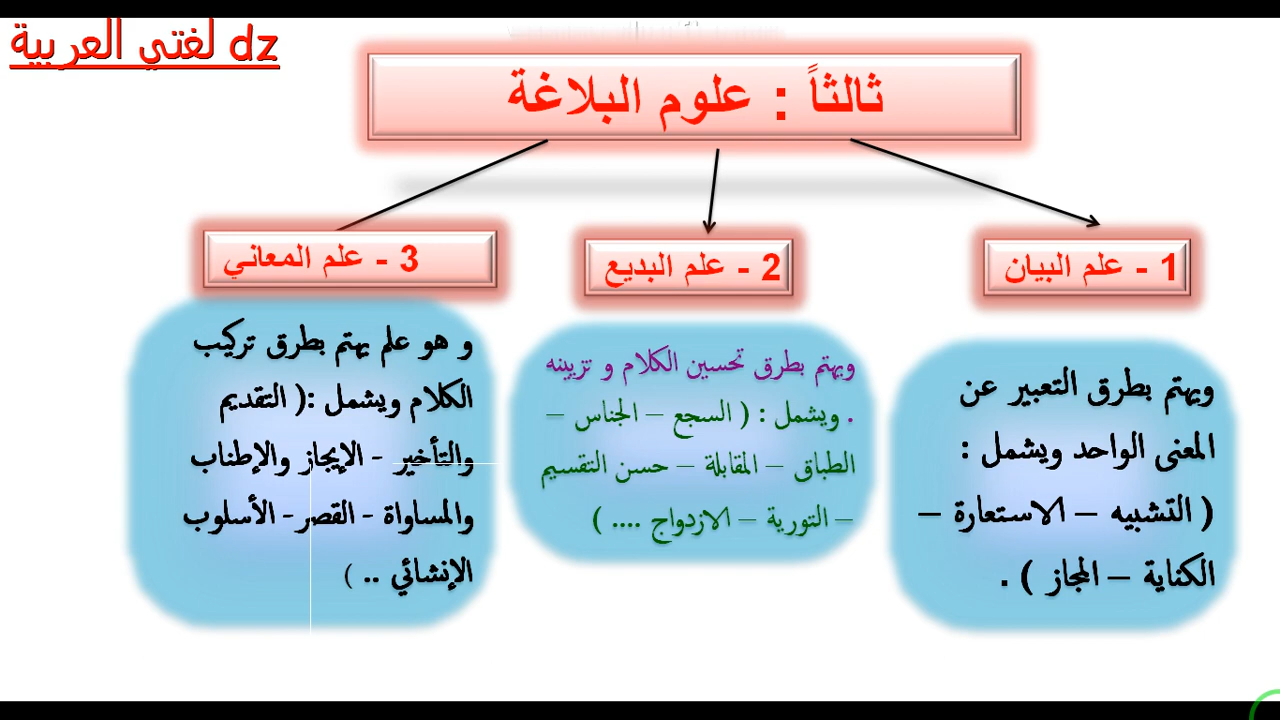 لغتي العربية dz
ثالثاً : علوم البلاغة
1 - علم البيان
ويهتم بطرق التعبير عن
المعنى الواحد ويشمل :
( التشبيه – الاستعارة –
الكناية – المجاز ) .
2 - علم البديع
ويهتم بطرق تحسين الكلام و تزيينه
. ويشمل : ( السجع – الجناس –
الطباق – المقابلة – حسن التقسيم
– التورية – الازدواج .... )
3 - علم المعاني
و هو علم يهتم بطرق تركيب
الكلام ويشمل :( التقديم
والتأخير - الإيجاز والإطناب
والمساواة - القصر- الأسلوب
الإنشائي .. )